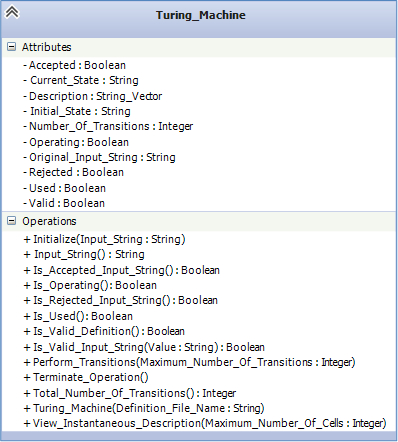 Turing_Machine
Attributes
- Accepted : Boolean
- Current_State : String
- Description : String_Vector
- Initial_State : String
- Number_Of_Transitions : Integer
- Operating : Boolean
- Original_Input_String : String
- Rejected : Boolean
- Used : Boolean
- Valid : Boolean
Operations
+ Initialize(Input_String : String)
+ Input_String() : String
+ Is_Accepted_Input_String() : Boolean
+ Is_Operating() : Boolean
+ Is_Rejected_Input_String() : Boolean
+ Is_Used() : Boolean
+ Is_Valid_Definition() : Boolean
+ Is_Valid_Input_String(Value : String) : Boolean
+ Perform_Transitions(Maximum_Number_Of_Transitions : Integer)
+ Terminate_Operation()
+ Total_Number_Of_Transitions() : Integer
+ Turing_Machine(Definition_File_Name : String)
+ View_Instantaneous_Description(Maximum_Number_Of_Cells : Integer)